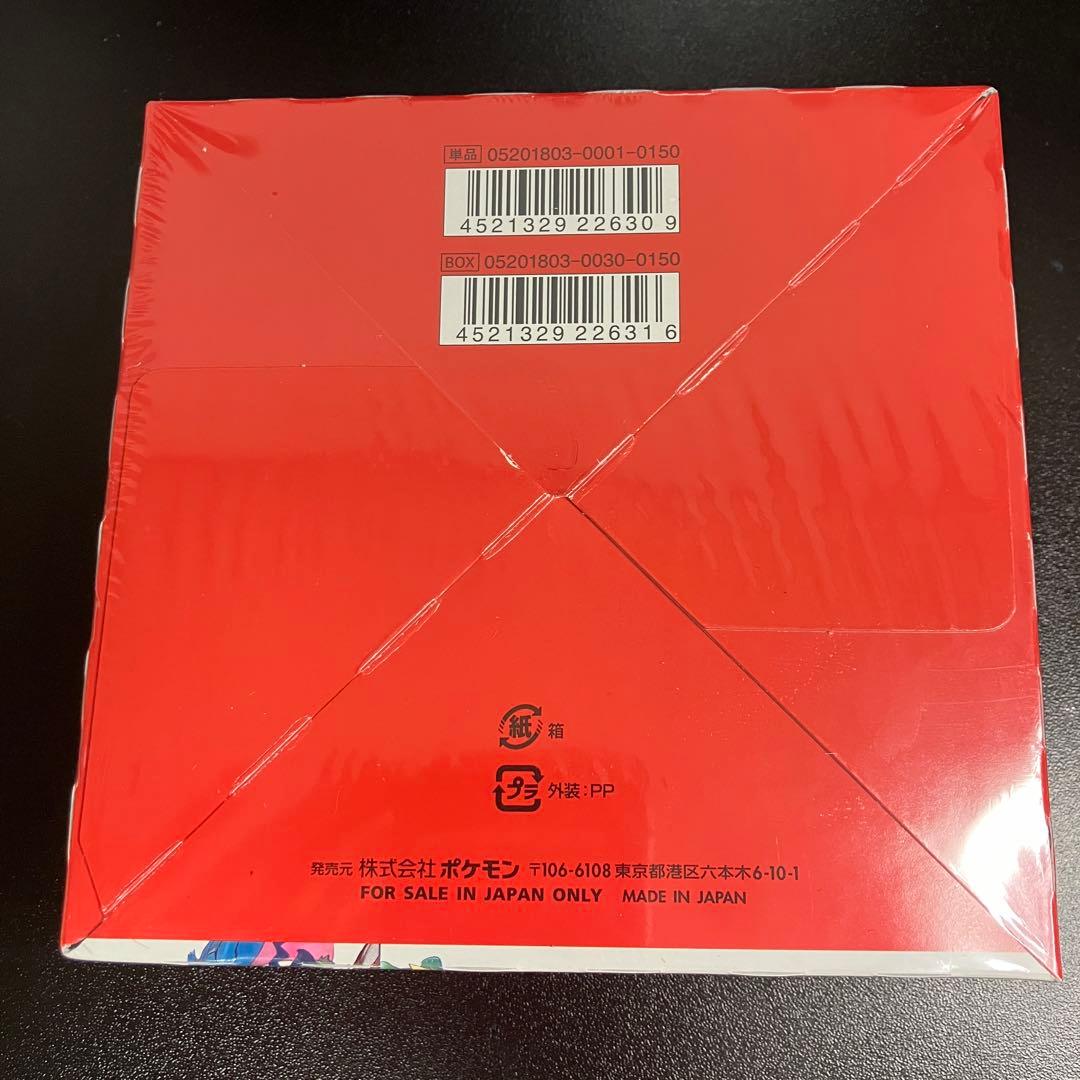 単品 05201803-0001-0150
4521329 22630 9
BOX 05201803-0030-0150
4521329 22631 6
紙 箱
プラ 外装:PP
発売元 株式会社ポケモン 〒106-6108 東京都港区六本木6-10-1
FOR SALE IN JAPAN ONLY MADE IN JAPAN